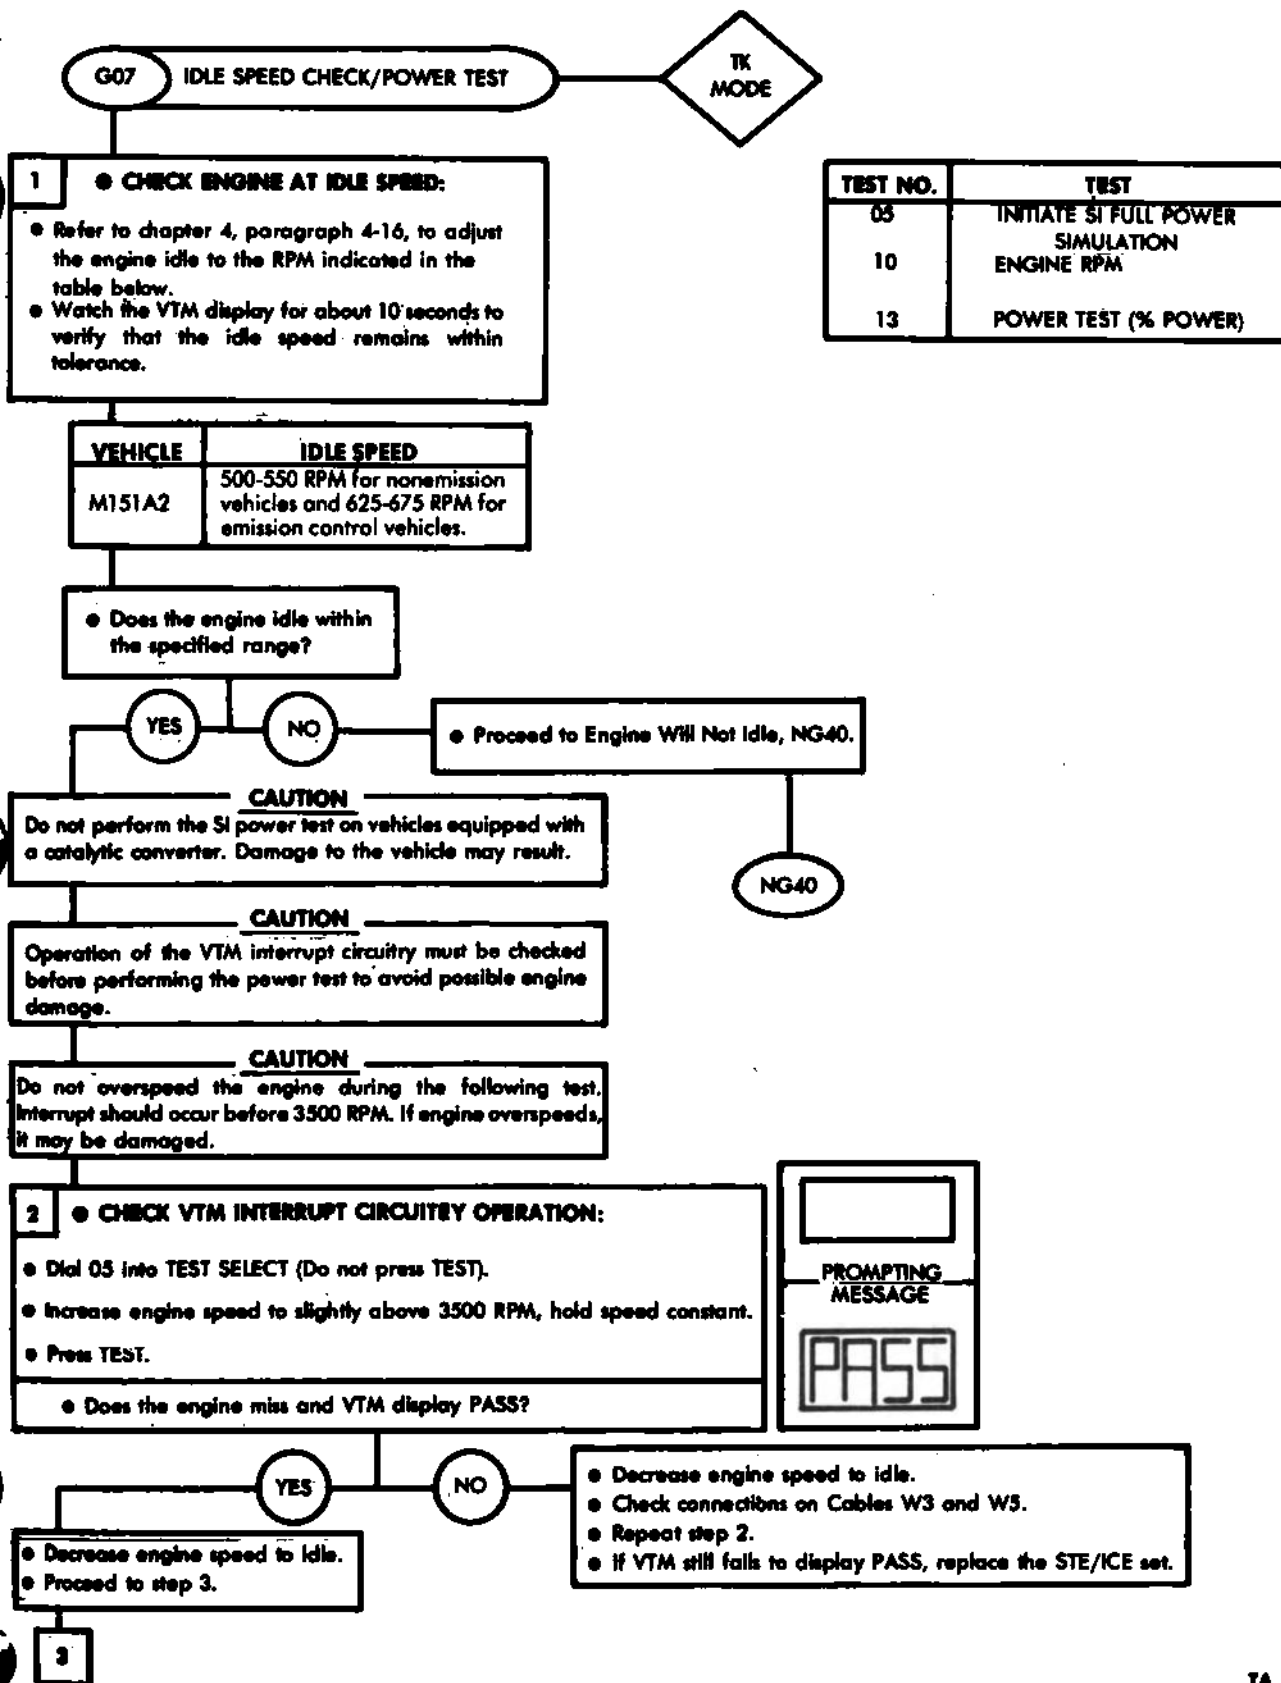 G07 IDLE SPEED CHECK/POWER TEST
TK
MODE
1 ● CHECK ENGINE AT IDLE SPEED:
● Refer to chapter 4, paragraph 4-16, to adjust
the engine idle to the RPM indicated in the
table below.
● Watch the VTM display for about 10 seconds to
verify that the idle speed remains within
tolerance.
TEST NO. TEST
05 INITIATE SI FULL POWER
SIMULATION
10 ENGINE RPM
13 POWER TEST (% POWER)
VEHICLE IDLE SPEED
M151A2
500-550 RPM for nonemission
vehicles and 625-675 RPM for
emission control vehicles.
● Does the engine idle within
the specified range?
YES
NO
● Proceed to Engine Will Not Idle, NG40.
NG40
CAUTION
Do not perform the SI power test on vehicles equipped with
a catalytic converter. Damage to the vehicle may result.
CAUTION
Operation of the VTM interrupt circuitry must be checked
before performing the power test to avoid possible engine
damage.
CAUTION
Do not overspeed the engine during the following test.
Interrupt should occur before 3500 RPM. If engine overspeeds,
it may be damaged.
2 ● CHECK VTM INTERRUPT CIRCUITRY OPERATION:
● Dial 05 into TEST SELECT (Do not press TEST).
● Increase engine speed to slightly above 3500 RPM, hold speed constant.
● Press TEST.
● Does the engine miss and VTM display PASS?
PROMPTING
MESSAGE
PASS
YES
NO
● Decrease engine speed to idle.
● Check connections on Cables W3 and W5.
● Repeat step 2.
● If VTM still fails to display PASS, replace the STE/ICE set.
● Decrease engine speed to idle.
● Proceed to step 3.
3
TA